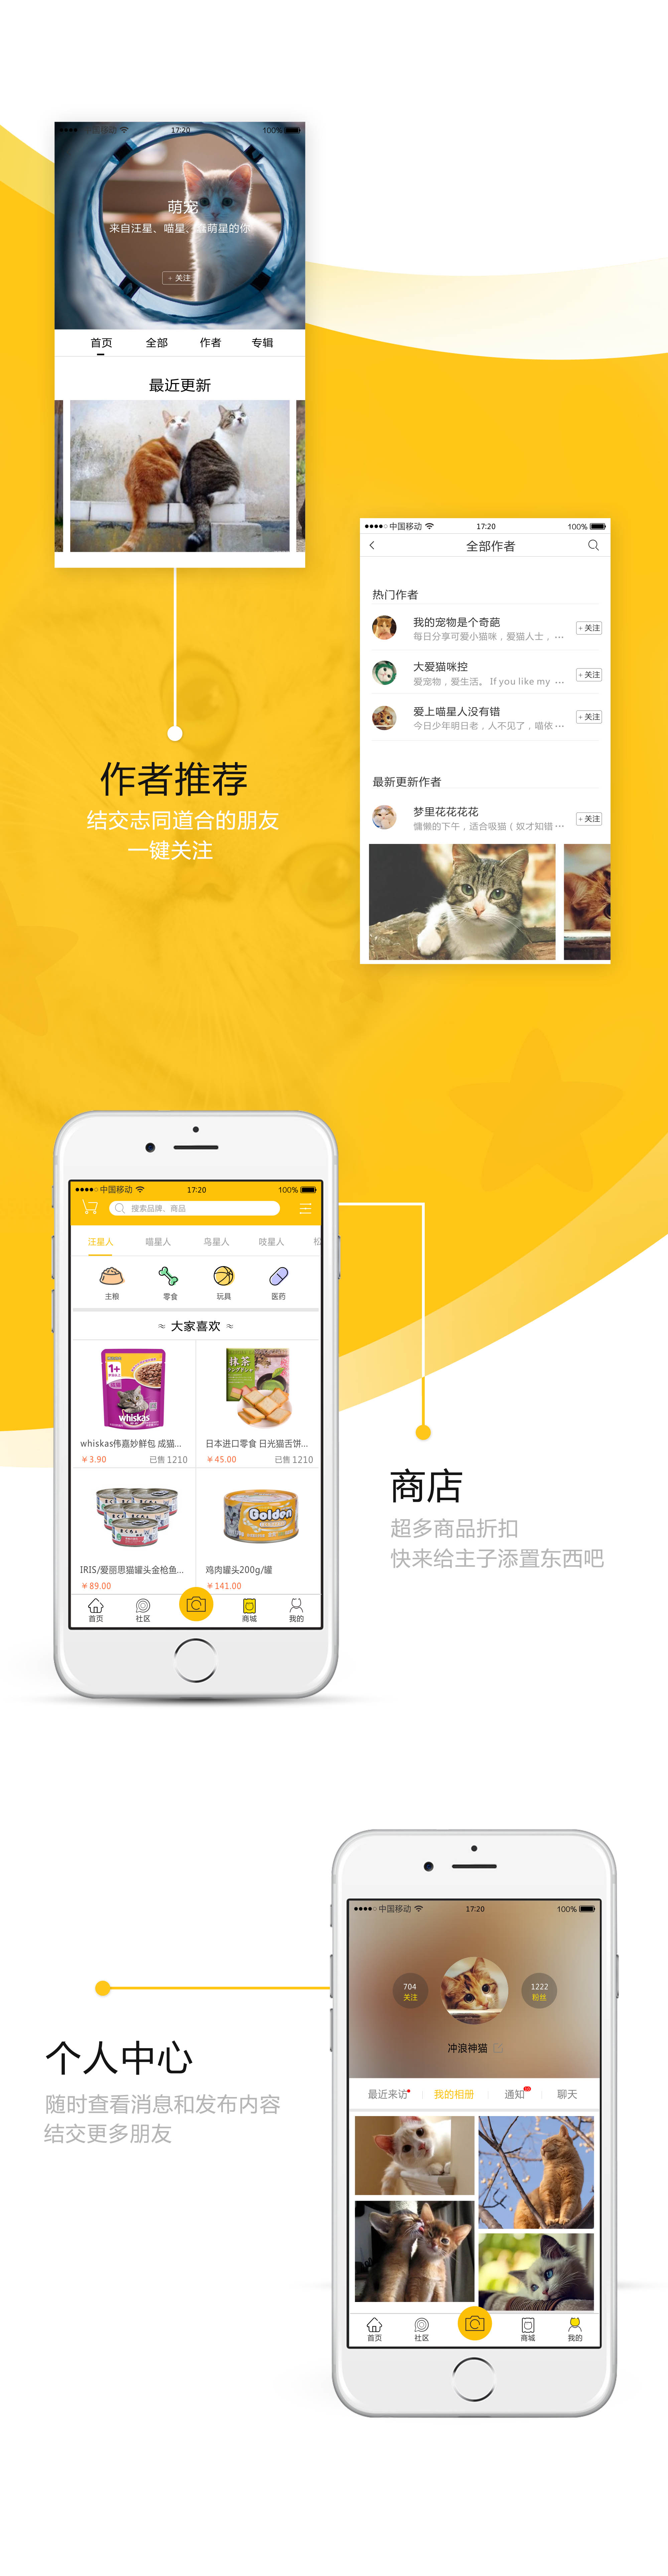 17:20
100%
萌宠
来自汪星、喵星、呆萌星的你
+ 关注
首页 全部 作者 专辑
最近更新
作者推荐
结交志同道合的朋友
一键关注
中国移动 17:20 100%
全部作者
热门作者
我的宠物是个奇葩
每日分享可爱小猫咪，爱猫人士，…
+ 关注
大爱猫咪控
爱宠物，爱生活。 If you like my …
+ 关注
爱上喵星人没有错
今日少年明日老，人不见了，喵依…
+ 关注
最新更新作者
梦里花花花花
慵懒的下午，适合吸猫（奴才知错…
+ 关注
中国移动 17:20 100%
搜索品牌、商品
汪星人 喵星人 鸟星人 吱星人 松
主粮 零食 玩具 医药
≈ 大家喜欢 ≈
1+
whiskas
抹茶
whiskas伟嘉妙鲜包 成猫...
￥3.90 已售 1210
日本进口零食 日光猫舌饼...
￥45.00 已售 1210
Golden
IRIS/爱丽思猫罐头金枪鱼...
￥89.00
鸡肉罐头200g/罐
￥141.00
首页 社区 商城 我的
商店
超多商品折扣
快来给主子添置东西吧
中国移动 17:20 100%
704
关注
1222
粉丝
冲浪神猫
最近来访 我的相册 通知 聊天
首页 社区 商城 我的
个人中心
随时查看消息和发布内容
结交更多朋友